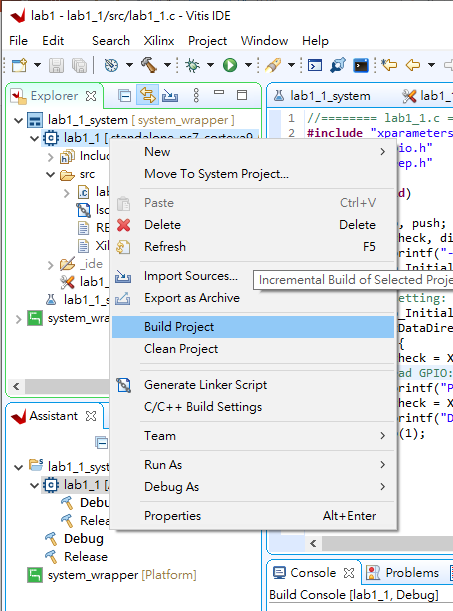 lab1 - lab1_1/src/lab1_1.c - Vitis IDE
File Edit Search Xilinx Project Window Help
Explorer
lab1_1_system [ system_wrapper ]
lab1_1 [ standalone_ps7_cortexa9
Inclu
src
la
lsc
RE
Xil
_ide
lab1_1
lab1_1_s
system_wrap
Assistant
lab1_1_syst
lab1_1 [
Debu
Relea
Debug
Release
system_wrapper [Platform]
New
Move To System Project...
Paste Ctrl+V
Delete Delete
Refresh F5
Import Sources...
Export as Archive
Incremental Build of Selected Proje
Build Project
Clean Project
Generate Linker Script
C/C++ Build Settings
Team
Run As
Debug As
Properties Alt+Enter
lab1_1_system lab1_1
1 //======== lab1_1.c =
2 #include "xparameters
io.h"
ep.h"
d)
, push;
heck, di
rintf("-
_Initial
etting:
_Initial
DataDire
{
heck = X
ad GPIO:
rintf("P
heck = X
rintf("D
(1);
Console Problems
Build Console [lab1_1, Debug]